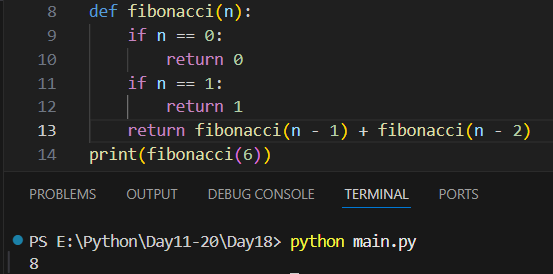 8 def fibonacci(n):
9     if n == 0:
10         return 0
11     if n == 1:
12         return 1
13     return fibonacci(n - 1) + fibonacci(n - 2)
14 print(fibonacci(6))
PROBLEMS OUTPUT DEBUG CONSOLE TERMINAL PORTS
PS E:\Python\Day11-20\Day18> python main.py
8